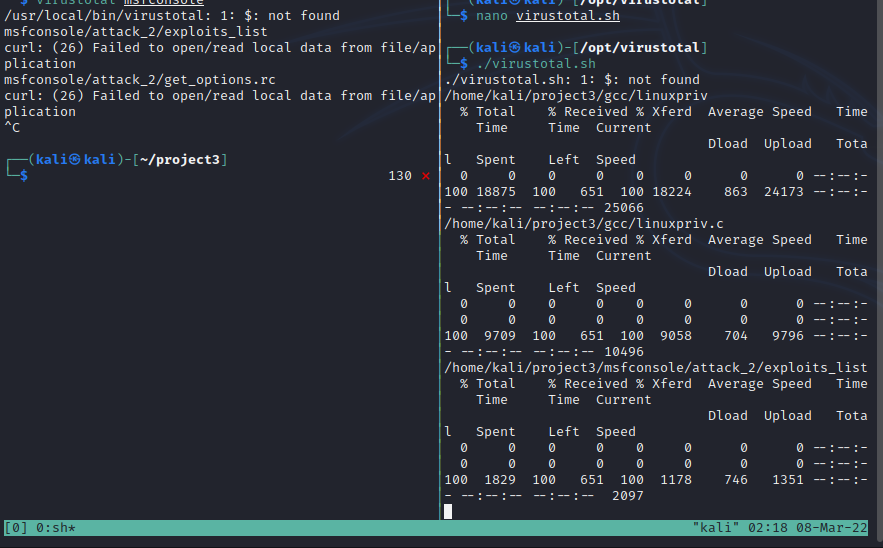 $ virustotal msfconsole
/usr/local/bin/virustotal: 1: $: not found
msfconsole/attack_2/exploits_list
curl: (26) Failed to open/read local data from file/ap
plication
msfconsole/attack_2/get_options.rc
curl: (26) Failed to open/read local data from file/ap
plication
^C
┌──(kali㉿kali)-[~/project3]
└─$ 130 ⨯
┌──(kali㉿kali)-[/opt/virustotal]
└─$ nano virustotal.sh
┌──(kali㉿kali)-[/opt/virustotal]
└─$ ./virustotal.sh
./virustotal.sh: 1: $: not found
/home/kali/project3/gcc/linuxpriv
% Total % Received % Xferd Average Speed Time
Time Time Current
Dload Upload Tota
l Spent Left Speed
0 0 0 0 0 0 0 0 --:--:-
100 18875 100 651 100 18224 863 24173 --:--:-
- --:--:-- --:--:-- 25066
/home/kali/project3/gcc/linuxpriv.c
% Total % Received % Xferd Average Speed Time
Time Time Current
Dload Upload Tota
l Spent Left Speed
0 0 0 0 0 0 0 0 --:--:-
0 0 0 0 0 0 0 0 --:--:-
100 9709 100 651 100 9058 704 9796 --:--:-
- --:--:-- --:--:-- 10496
/home/kali/project3/msfconsole/attack_2/exploits_list
% Total % Received % Xferd Average Speed Time
Time Time Current
Dload Upload Tota
l Spent Left Speed
0 0 0 0 0 0 0 0 --:--:-
0 0 0 0 0 0 0 0 --:--:-
100 1829 100 651 100 1178 746 1351 --:--:-
- --:--:-- --:--:-- 2097
[0] 0:sh* "kali" 02:18 08-Mar-22